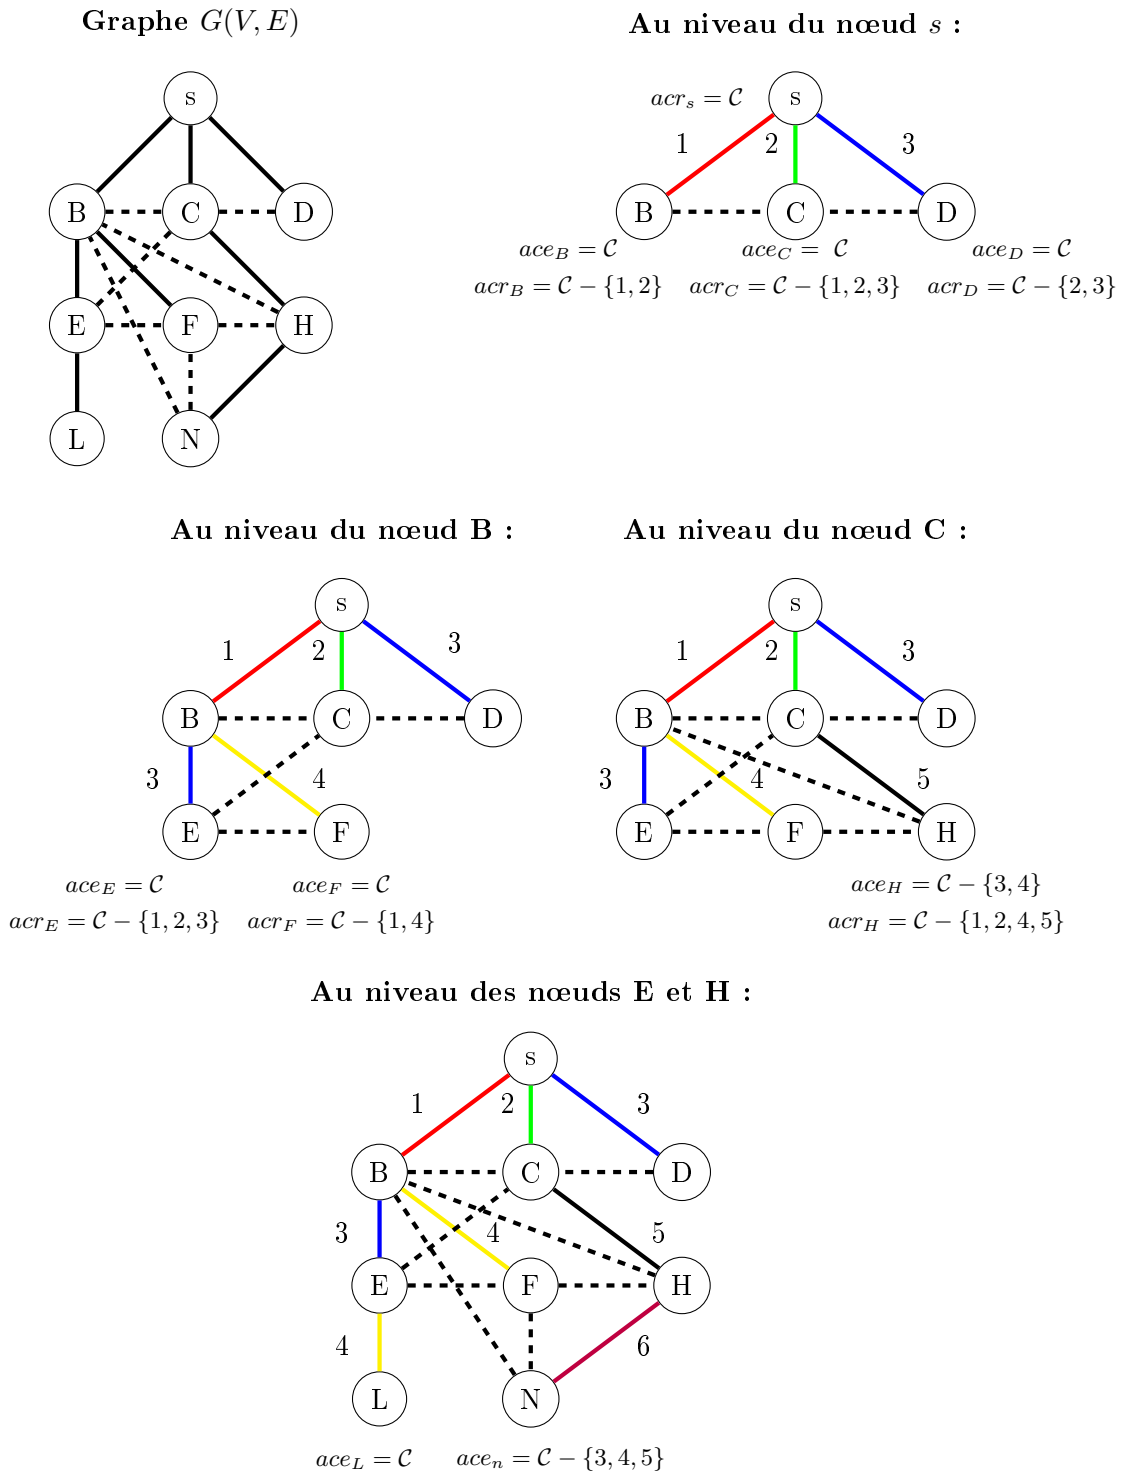 Graphe G(V, E)
Au niveau du nœud s :
s
B C D
E F H
L N
acr_s = 𝒞 s
1 2 3
B C D
ace_B = 𝒞 ace_C = 𝒞 ace_D = 𝒞
acr_B = 𝒞 − {1, 2} acr_C = 𝒞 − {1, 2, 3} acr_D = 𝒞 − {2, 3}
Au niveau du nœud B :
s
1 2 3
B C D
3 4
E F
ace_E = 𝒞 ace_F = 𝒞
acr_E = 𝒞 − {1, 2, 3} acr_F = 𝒞 − {1, 4}
Au niveau du nœud C :
s
1 2 3
B C D
3 4 5
E F H
ace_H = 𝒞 − {3, 4}
acr_H = 𝒞 − {1, 2, 4, 5}
Au niveau des nœuds E et H :
s
1 2 3
B C D
3 4 5
E F H
4 6
L N
ace_L = 𝒞 ace_n = 𝒞 − {3, 4, 5}